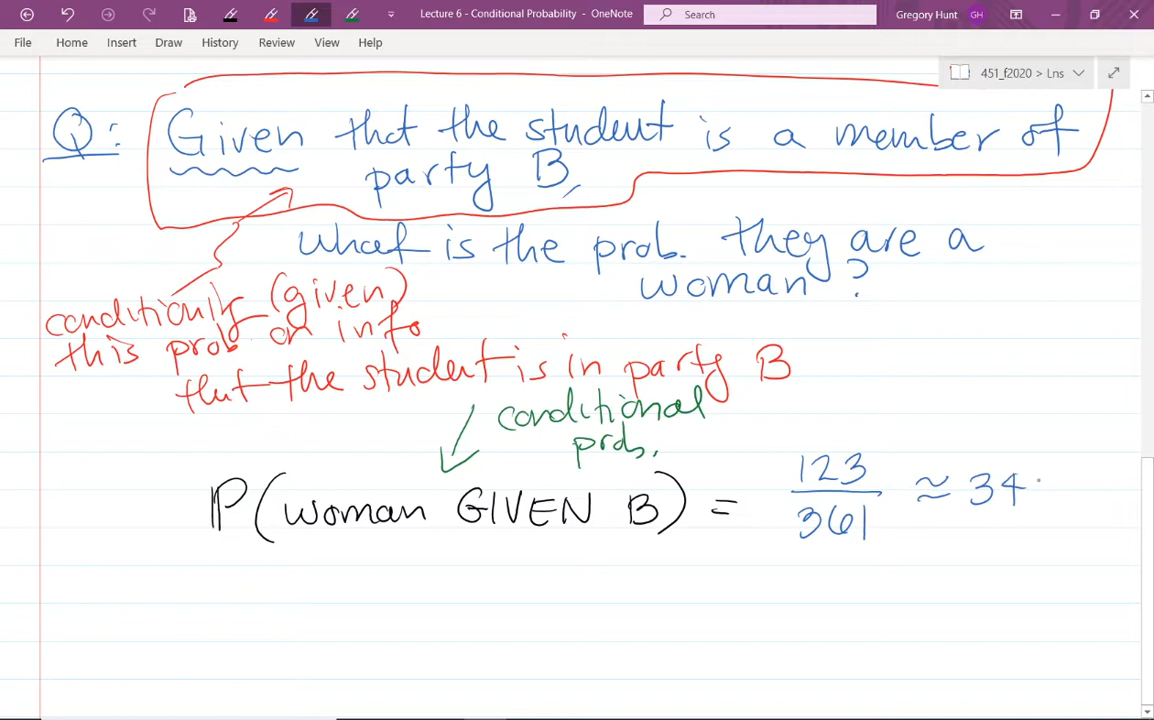 Lecture 6 - Conditional Probability - OneNote
Search
Gregory Hunt
GH
File Home Insert Draw History Review View Help
451_f2020 > Lns
Q: Given that the student is a member of
party B,
what is the prob. they are a
woman ?
conditionly (given)
this prob. on info
that the student is in party B
conditional
prob.
P(woman GIVEN B) = 123/361 ≈ 34